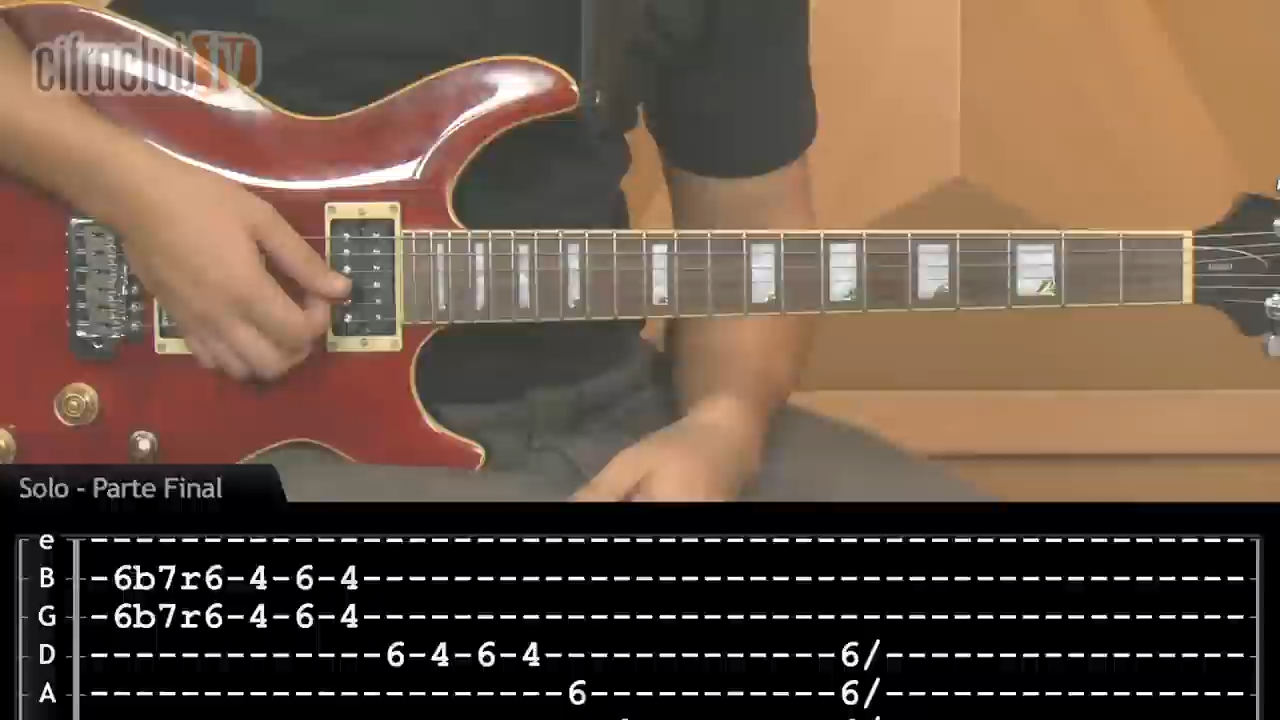 cifraclub tv
Solo - Parte Final
e ----------------------------------------------------
B -6b7r6-4-6-4----------------------------------------
G -6b7r6-4-6-4----------------------------------------
D -------------6-4-6-4-------------6/-----------------
A ---------------------6-----------6/-----------------